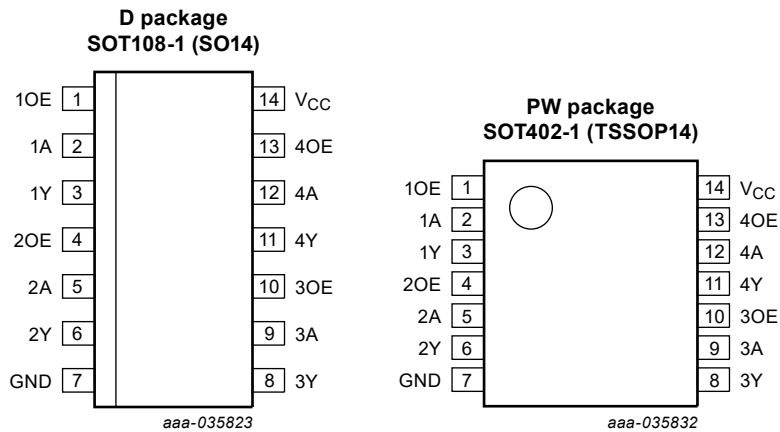 D package
SOT108-1 (SO14)
1OE 1 14 VCC
1A 2 13 4OE
1Y 3 12 4A
2OE 4 11 4Y
2A 5 10 3OE
2Y 6 9 3A
GND 7 8 3Y
aaa-035823
PW package
SOT402-1 (TSSOP14)
1OE 1 14 VCC
1A 2 13 4OE
1Y 3 12 4A
2OE 4 11 4Y
2A 5 10 3OE
2Y 6 9 3A
GND 7 8 3Y
aaa-035832